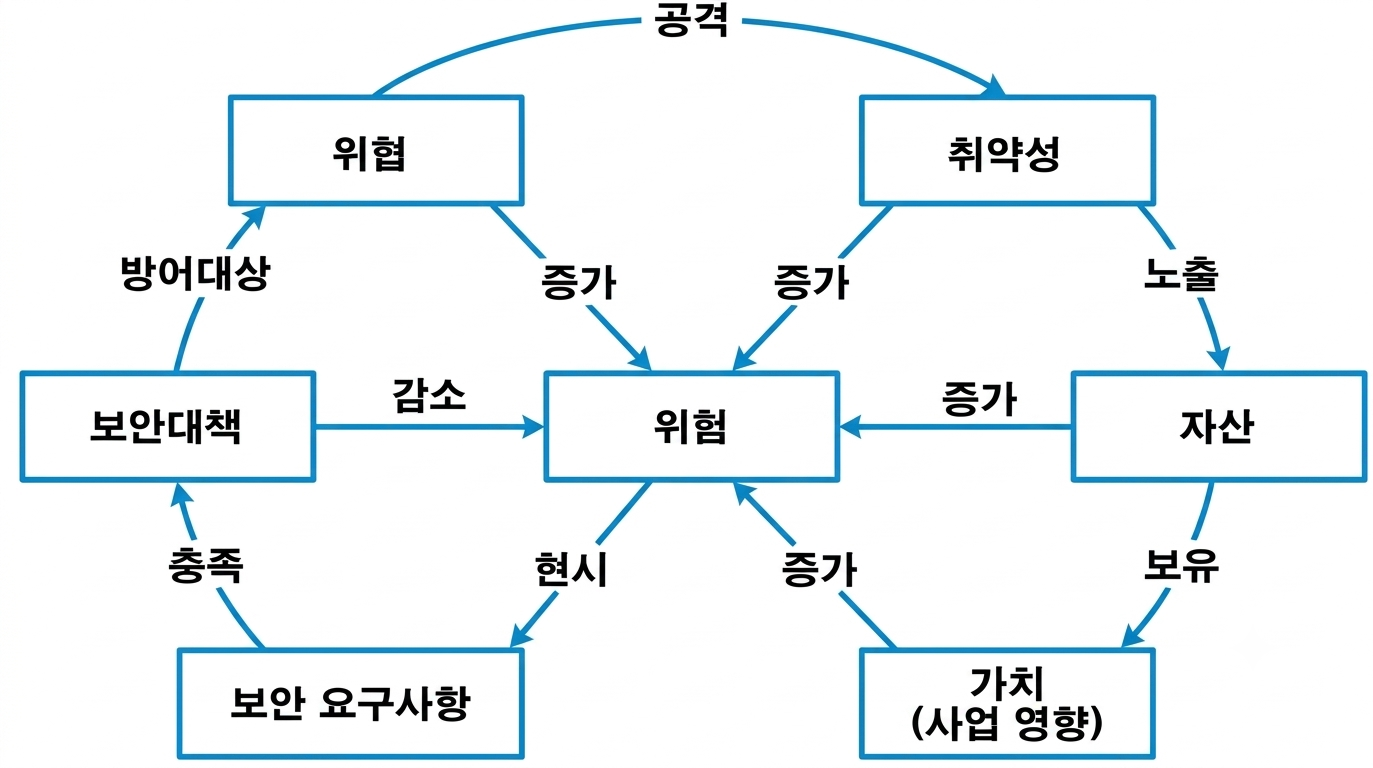 공격
위협
취약성
방어대상
증가
증가
노출
보안대책
감소
위험
증가
자산
충족
현시
증가
보유
보안 요구사항
가치
(사업 영향)